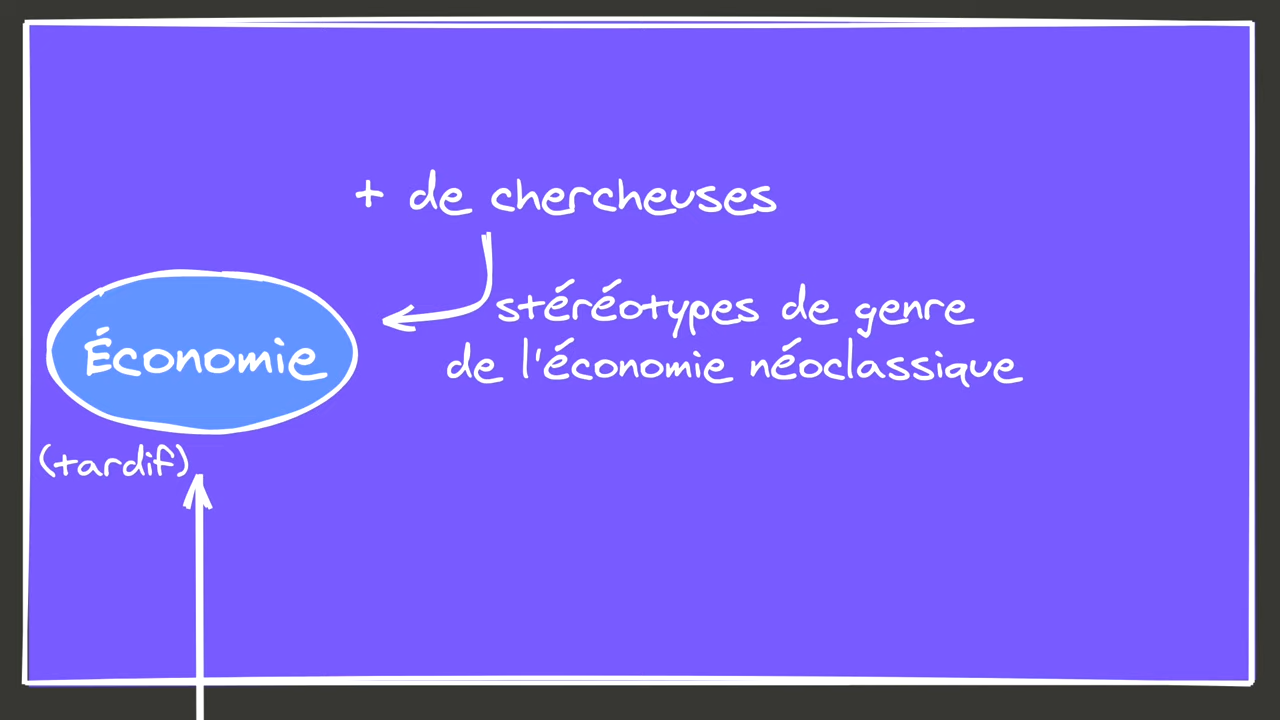 + de chercheuses
stéréotypes de genre
de l'économie néoclassique
Économie
(tardif)